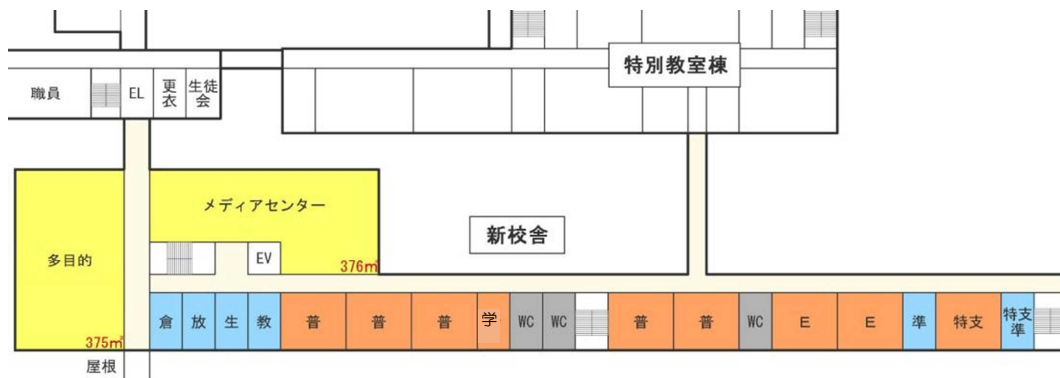 特別教室棟
職員
EL
更衣
生徒会
メディアセンター
新校舎
多目的
EV
376㎡
倉
放
生
教
普
普
普
学
WC
WC
普
普
WC
E
E
準
特支
特支準
375㎡
屋根